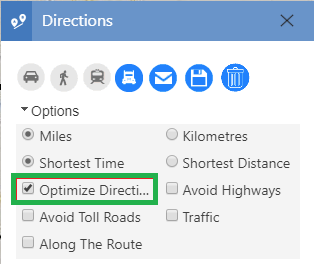 Directions
Options
Miles Kilometres
Shortest Time Shortest Distance
Optimize Directi... Avoid Highways
Avoid Toll Roads Traffic
Along The Route